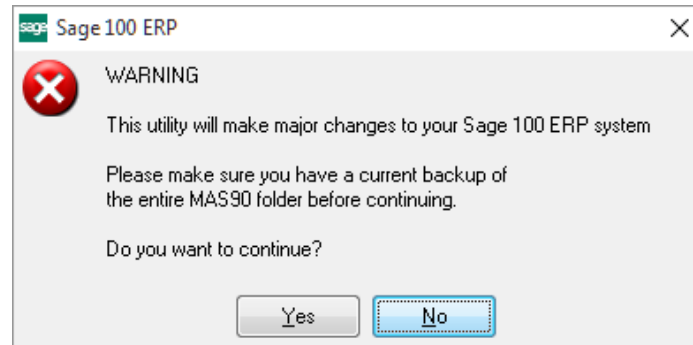 sage Sage 100 ERP
WARNING
This utility will make major changes to your Sage 100 ERP system
Please make sure you have a current backup of
the entire MAS90 folder before continuing.
Do you want to continue?
Yes No